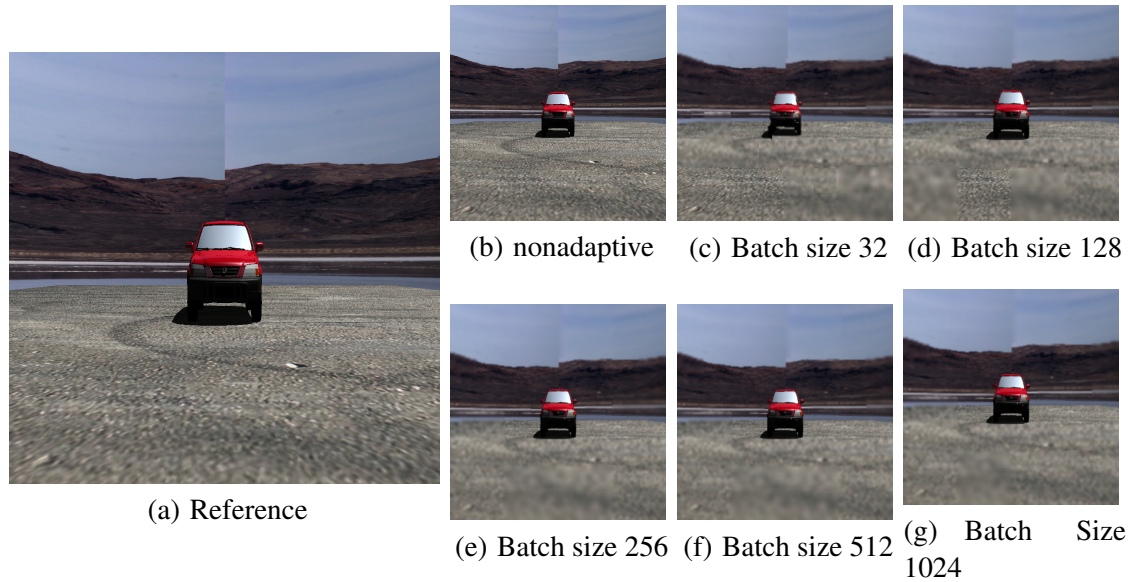 (a) Reference
(b) nonadaptive
(c) Batch size 32
(d) Batch size 128
(e) Batch size 256
(f) Batch size 512
(g) Batch Size
1024